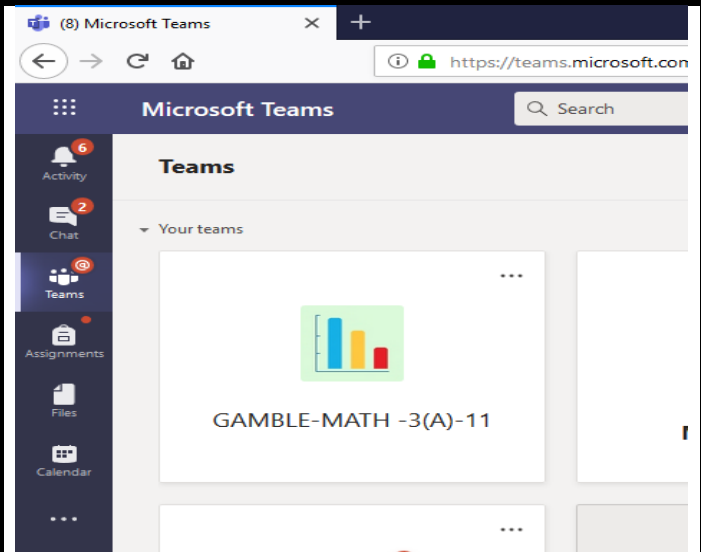 (8) Microsoft Teams
https://teams.microsoft.com
Microsoft Teams
Search
6
Activity
Teams
2
Chat
Your teams
@
Teams
Assignments
GAMBLE-MATH -3(A)-11
Files
Calendar